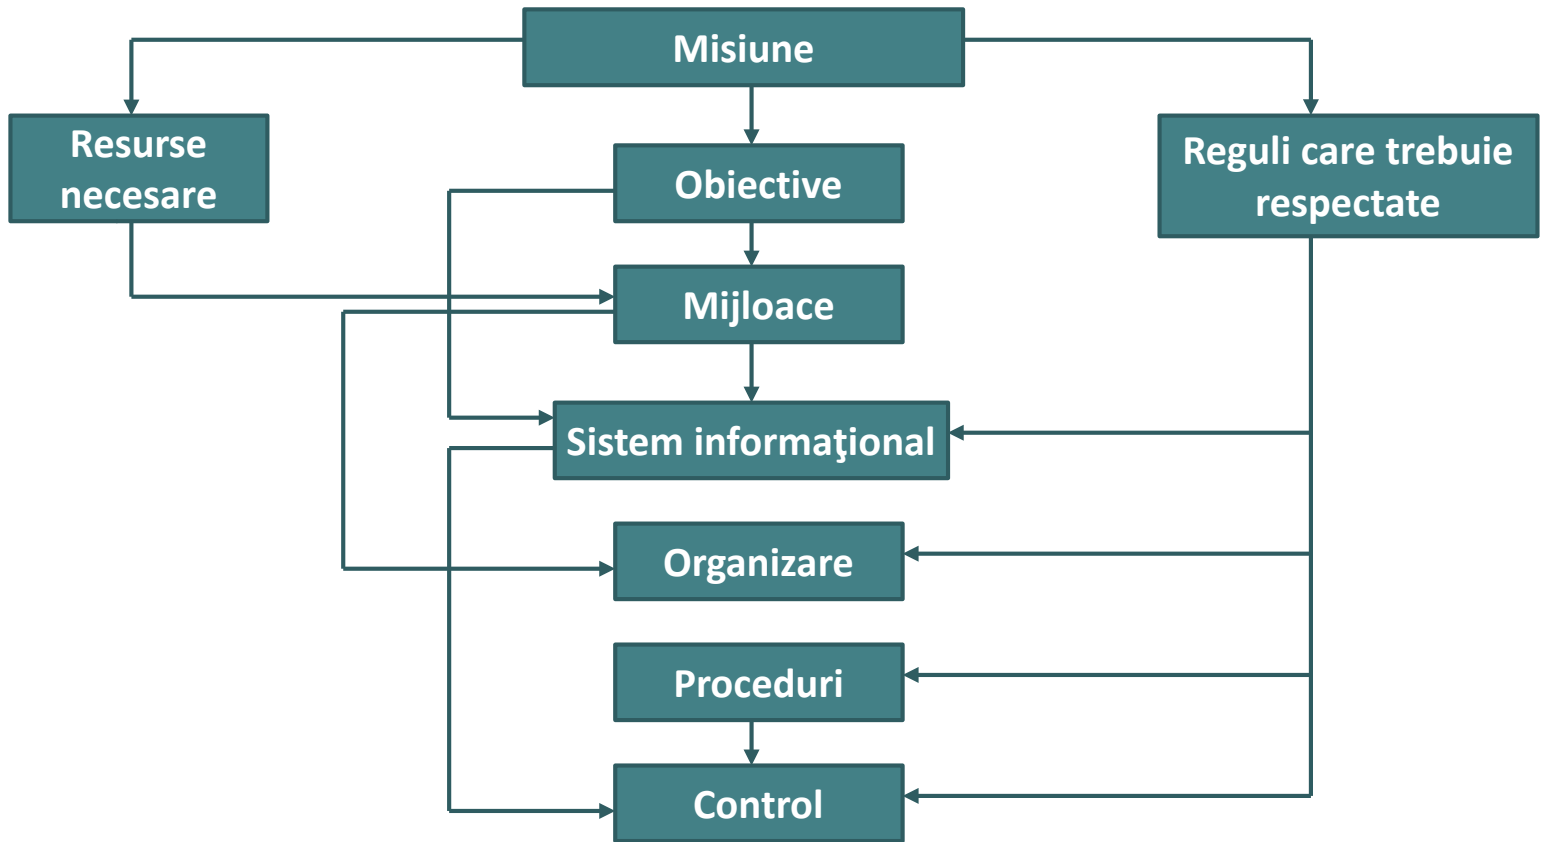 Misiune
Resurse
necesare
Reguli care trebuie
respectate
Obiective
Mijloace
Sistem informaţional
Organizare
Proceduri
Control